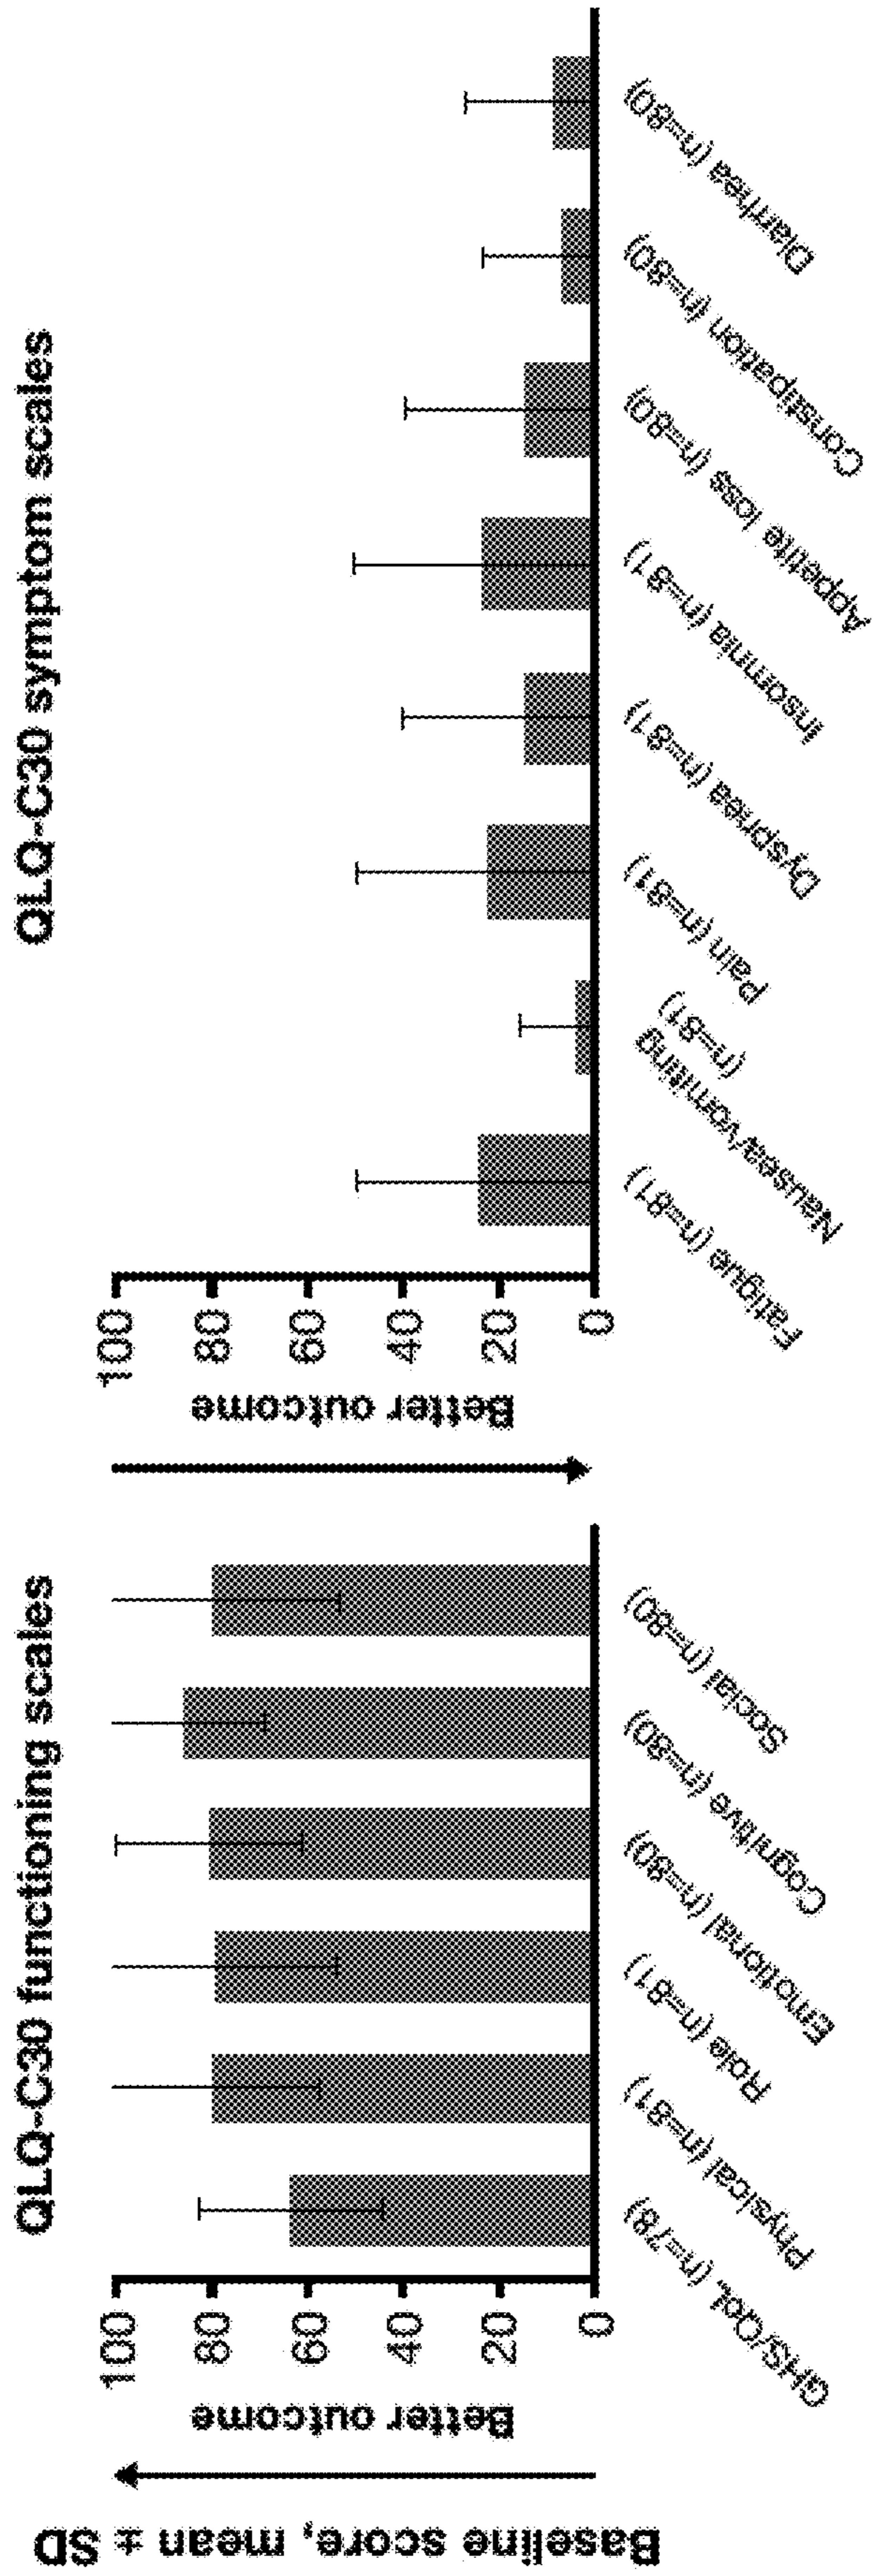 QLQ-C30 functioning scales
Baseline score, mean ± SD
Better outcome
100
80
60
40
20
0
GHS/QoL (n=78)
Physical (n=81)
Role (n=81)
Emotional (n=80)
Cognitive (n=80)
Social (n=80)
QLQ-C30 symptom scales
Better outcome
100
80
60
40
20
0
Fatigue (n=81)
Nausea/vomiting
(n=81)
Pain (n=81)
Dyspnea (n=81)
Insomnia (n=81)
Appetite loss (n=80)
Constipation (n=80)
Diarrhea (n=80)